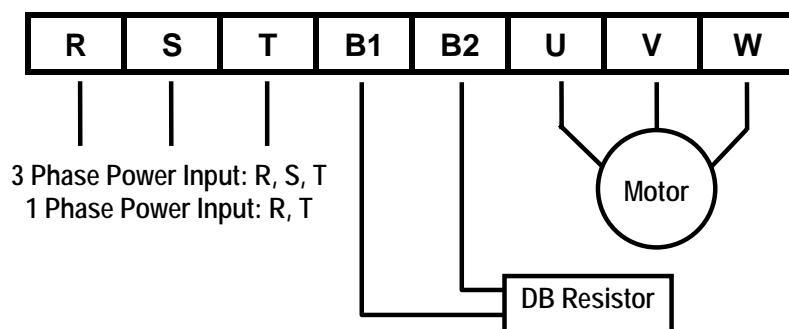 R S T B1 B2 U V W
3 Phase Power Input: R, S, T
1 Phase Power Input: R, T
Motor
DB Resistor